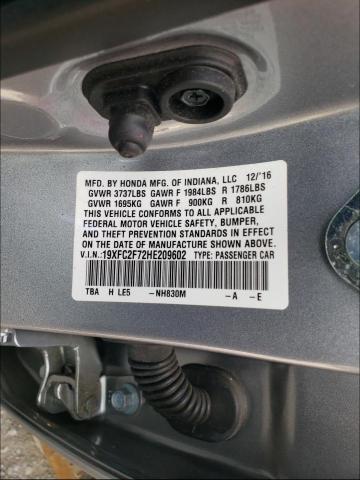 MFD. BY HONDA MFG. OF INDIANA, LLC 12/'16
GVWR 3737LBS GAWR F 1984LBS R 1786LBS
GVWR 1695KG GAWR F 900KG R 810KG
THIS VEHICLE CONFORMS TO ALL APPLICABLE
FEDERAL MOTOR VEHICLE SAFETY, BUMPER,
AND THEFT PREVENTION STANDARDS IN EFFECT
ON THE DATE OF MANUFACTURE SHOWN ABOVE.
V.I.N.: 19XFC2F72HE209602 TYPE: PASSENGER CAR
TBA H LE5 -NH830M -A -E